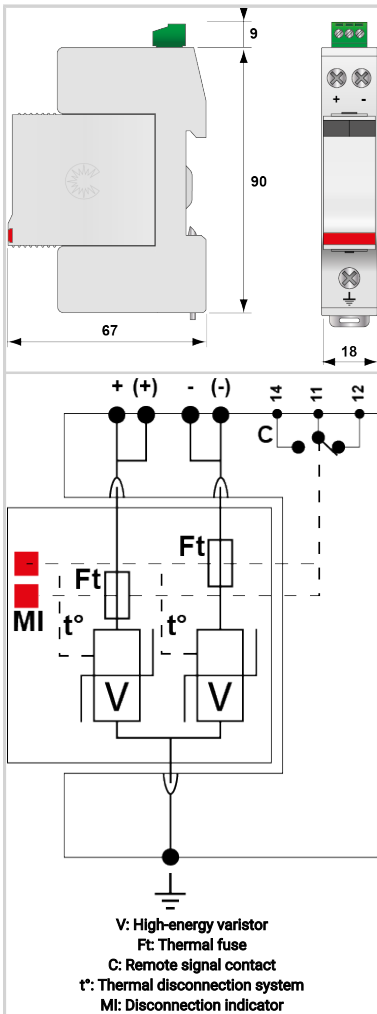 9
90
+ -
67
18
+ (+) - (-) 14 11 12
C
Ft
Ft
MI
t° t°
V V
V: High-energy varistor
Ft: Thermal fuse
C: Remote signal contact
t°: Thermal disconnection system
MI: Disconnection indicator